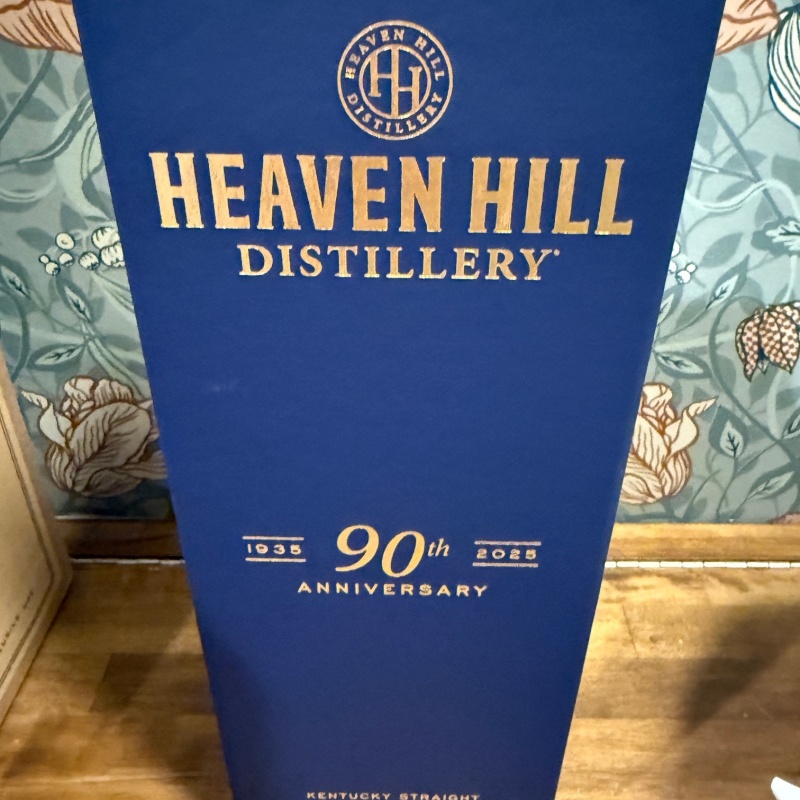 HEAVEN HILL
HH
DISTILLERY
HEAVEN HILL
DISTILLERY
1935 90th 2025
ANNIVERSARY
KENTUCKY STRAIGHT